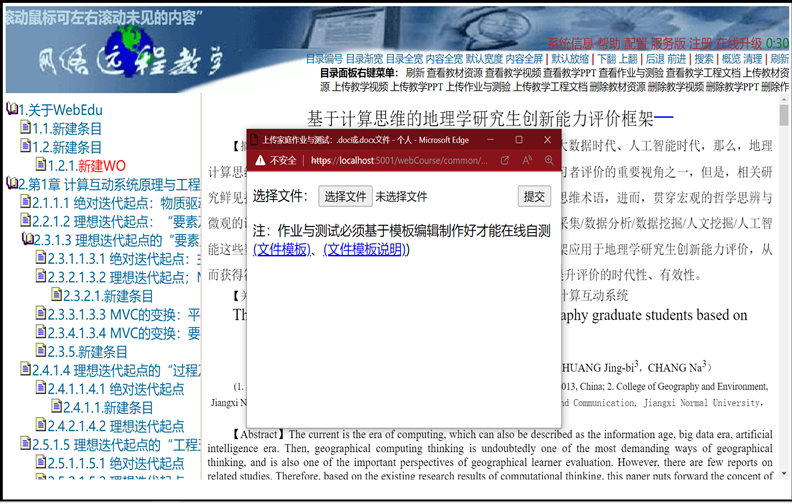 滚动鼠标可左右滚动未见的内容”
网络远程教学
系统信息 帮助 配置 服务版 注册 在线升级 0:30
目录编号 目录渐宽 目录全宽 内容全宽 默认宽度 内容全屏 | 默认放缩 | 下翻 上翻 | 后退 前进 | 搜索 | 概览 清理 | 刷新
目录面板右键菜单: 刷新 查看教材资源 查看教学视频 查看教学PPT 查看作业与测验 查看教学工程文档 上传教材资
源 上传教学视频 上传教学PPT 上传作业与测验 上传教学工程文档 删除教材资源 删除教学视频 删除教学PPT 删除作
1.关于WebEdu
1.1.新建条目
1.2.新建条目
1.2.1.新建WO
2.第1章 计算互动系统原理与工程
2.1.1.1 绝对迭代起点：物质驱动
2.2.1.2 理想迭代起点：“要素
2.3.1.3 理想迭代起点的“要素
2.3.1.1.3.1 绝对迭代起点：
2.3.2.1.3.2 理想迭代起点；M
2.3.2.1.新建条目
2.3.3.1.3.3 MVC的变换：平
2.3.4.1.3.4 MVC的变换：要
2.3.5.新建条目
2.4.1.4 理想迭代起点的“过程
2.4.1.1.4.1 绝对迭代起点
2.4.1.1.新建条目
2.4.2.1.4.2 理想迭代起点
2.5.1.5 理想迭代起点的“工程
2.5.1.1.5.1 绝对迭代起点
2.5.2.1.5.2 理想迭代起点
基于计算思维的地理学研究生创新能力评价框架一
上传家庭作业与测试：.doc或.docx文件 - 个人 - Microsoft Edge
不安全 | https://localhost:5001/webCourse/common/...
选择文件： 选择文件 未选择文件 提交
注：作业与测试必须基于模板编辑制作好才能在线自测
(文件模板)、(文件模板说明))
【摘
大数据时代、人工智能时代，那么，地理
计算思
习者评价的重要视角之一，但是，相关研
究鲜见
思维术语，进而，贯穿宏观的哲学思辨与
微观的
采集/数据分析/数据挖掘/人文挖掘/人工智
能这些
架应用于地理学研究生创新能力评价，从
而获得
提升评价的时代性、有效性。
【关
计算互动系统
Th
aphy graduate students based on
HUANG Jing-bi3, CHANG Na3）
(1.
013, China; 2. College of Geography and Environment,
Jiangxi N
and Communication, Jiangxi Normal University,
【Abstract】The current is the era of computing, which can also be described as the information age, big data era, artificial
intelligence era. Then, geographical computing thinking is undoubtedly one of the most demanding ways of geographical
thinking, and is also one of the important perspectives of geographical learner evaluation. However, there are few reports on
related studies. Therefore, based on the existing research results of computational thinking, this paper puts forward the concept of